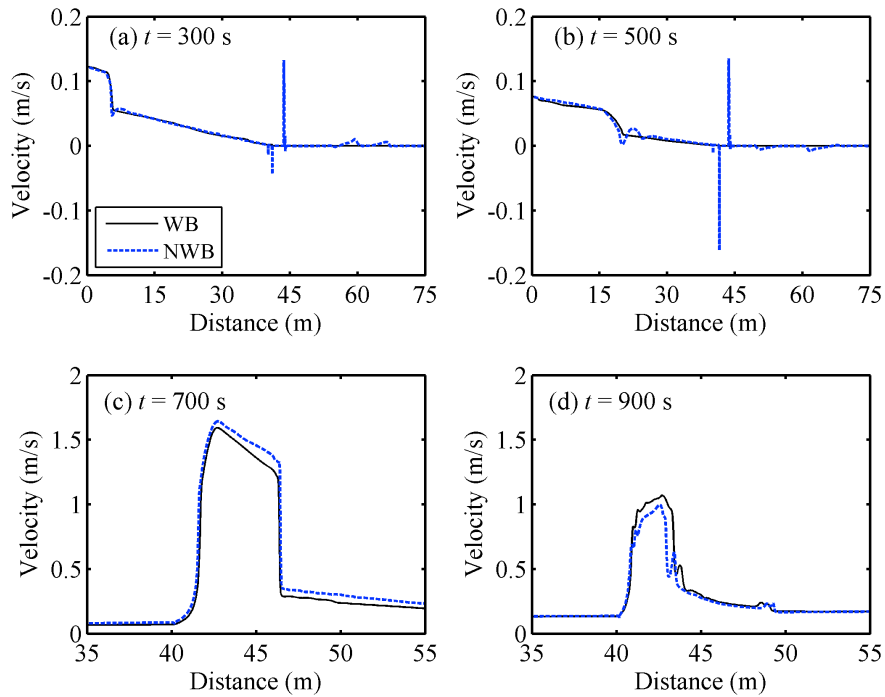 (a) t = 300 s
Velocity (m/s)
0.2
0.1
0
-0.1
-0.2
WB
NWB
0 15 30 45 60 75
Distance (m)
(b) t = 500 s
Velocity (m/s)
0.2
0.1
0
-0.1
-0.2
0 15 30 45 60 75
Distance (m)
(c) t = 700 s
Velocity (m/s)
2
1.5
1
0.5
0
35 40 45 50 55
Distance (m)
(d) t = 900 s
Velocity (m/s)
2
1.5
1
0.5
0
35 40 45 50 55
Distance (m)